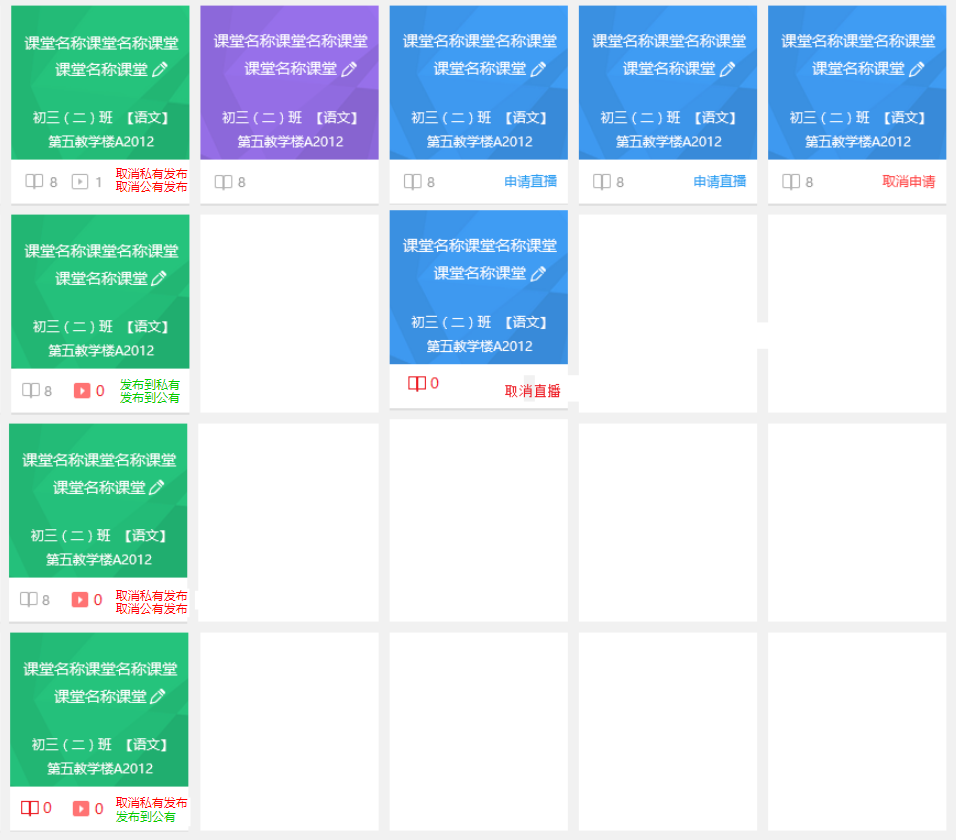 课堂名称课堂名称课堂
课堂名称课堂
初三（二）班 【语文】
第五教学楼A2012
8 1 取消私有发布
取消公有发布
课堂名称课堂名称课堂
课堂名称课堂
初三（二）班 【语文】
第五教学楼A2012
8
课堂名称课堂名称课堂
课堂名称课堂
初三（二）班 【语文】
第五教学楼A2012
8 申请直播
课堂名称课堂名称课堂
课堂名称课堂
初三（二）班 【语文】
第五教学楼A2012
8 申请直播
课堂名称课堂名称课堂
课堂名称课堂
初三（二）班 【语文】
第五教学楼A2012
8 取消申请
课堂名称课堂名称课堂
课堂名称课堂
初三（二）班 【语文】
第五教学楼A2012
8 0 发布到私有
发布到公有
课堂名称课堂名称课堂
课堂名称课堂
初三（二）班 【语文】
第五教学楼A2012
0 取消直播
课堂名称课堂名称课堂
课堂名称课堂
初三（二）班 【语文】
第五教学楼A2012
8 0 取消私有发布
取消公有发布
课堂名称课堂名称课堂
课堂名称课堂
初三（二）班 【语文】
第五教学楼A2012
0 0 取消私有发布
发布到公有